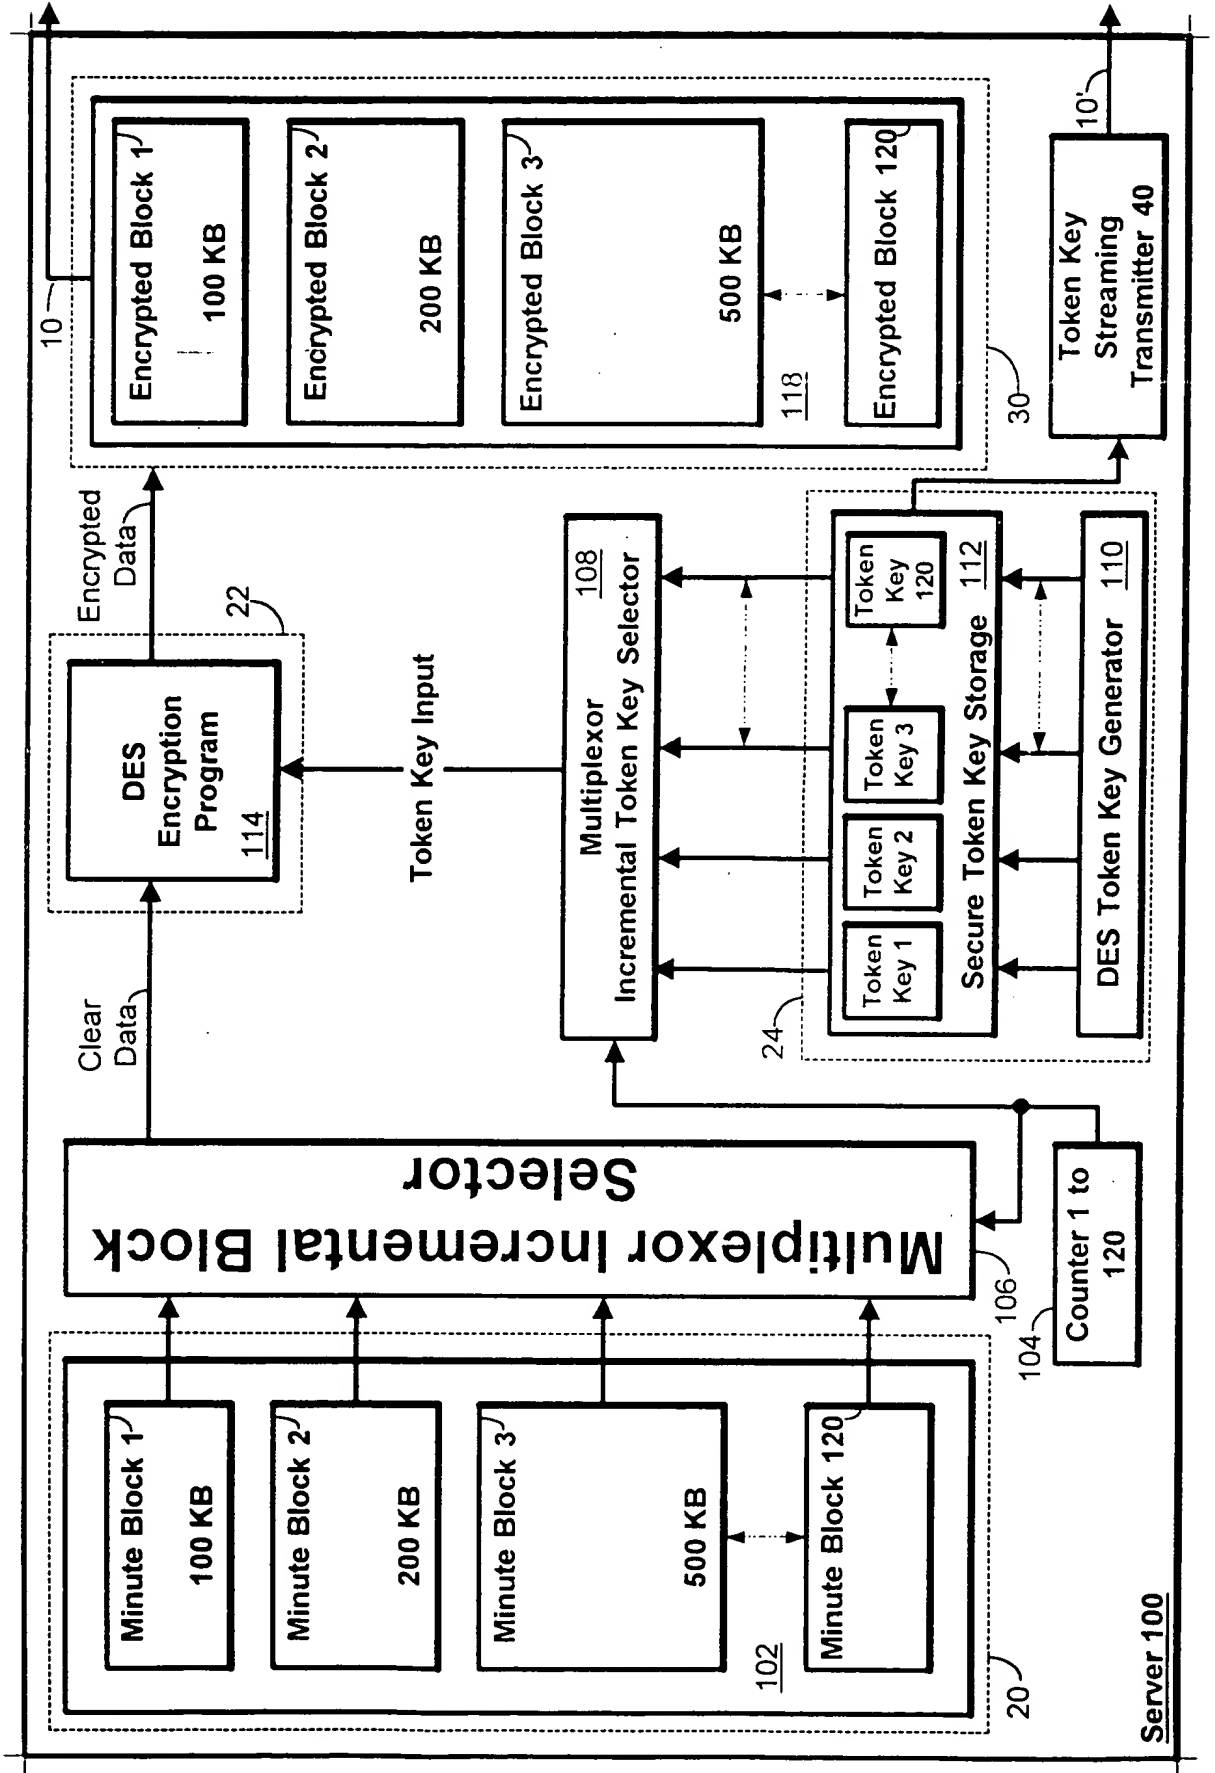 Minute Block 1
100 KB
Minute Block 2
200 KB
Minute Block 3
500 KB
102
Minute Block 120
20
Server 100
Multiplexor Incremental Block
Selector
106
104
Counter 1 to
120
Clear
Data
DES
Encryption
Program
114
22
Encrypted
Data
Token Key Input
Multiplexor
108
Incremental Token Key Selector
24
Token
Key 1
Token
Key 2
Token
Key 3
Token
Key
120
Secure Token Key Storage
112
DES Token Key Generator
110
10
Encrypted Block 1
100 KB
Encrypted Block 2
200 KB
Encrypted Block 3
500 KB
118
Encrypted Block 120
30
Token Key
Streaming
Transmitter 40
10'